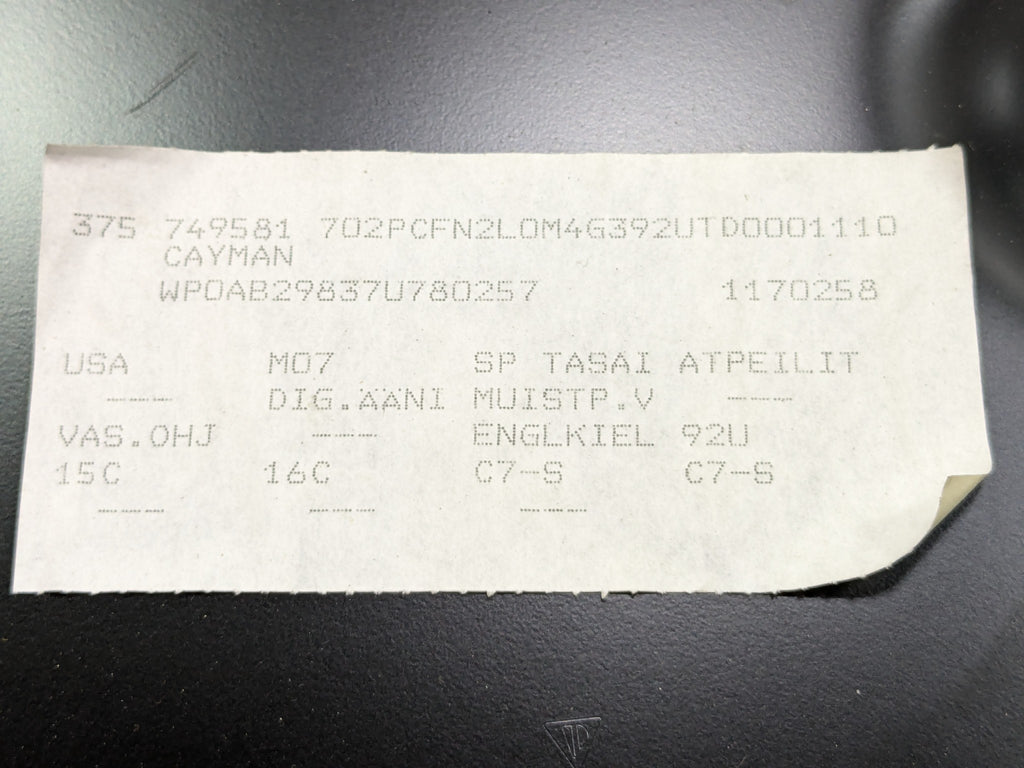 375 749581 702PCFN2L0M4G392UTD0001110
CAYMAN
WP0AB29837U780257 1170258
USA M07 SP TASAI ATPEILIT
--- DIG.ÄÄNI MUISTP.V ---
VAS.OHJ --- ENGLKIEL 92U
15C 16C C7-S C7-S
--- --- ---